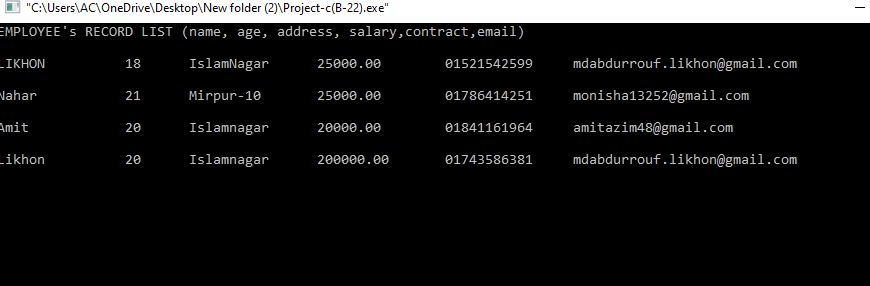 "C:\Users\AC\OneDrive\Desktop\New folder (2)\Project-c(B-22).exe"
EMPLOYEE's RECORD LIST (name, age, address, salary,contract,email)
LIKHON 18 IslamNagar 25000.00 01521542599 mdabdurrouf.likhon@gmail.com
Nahar 21 Mirpur-10 25000.00 01786414251 monisha13252@gmail.com
Amit 20 Islamnagar 20000.00 01841161964 amitazim48@gmail.com
Likhon 20 Islamnagar 200000.00 01743586381 mdabdurrouf.likhon@gmail.com